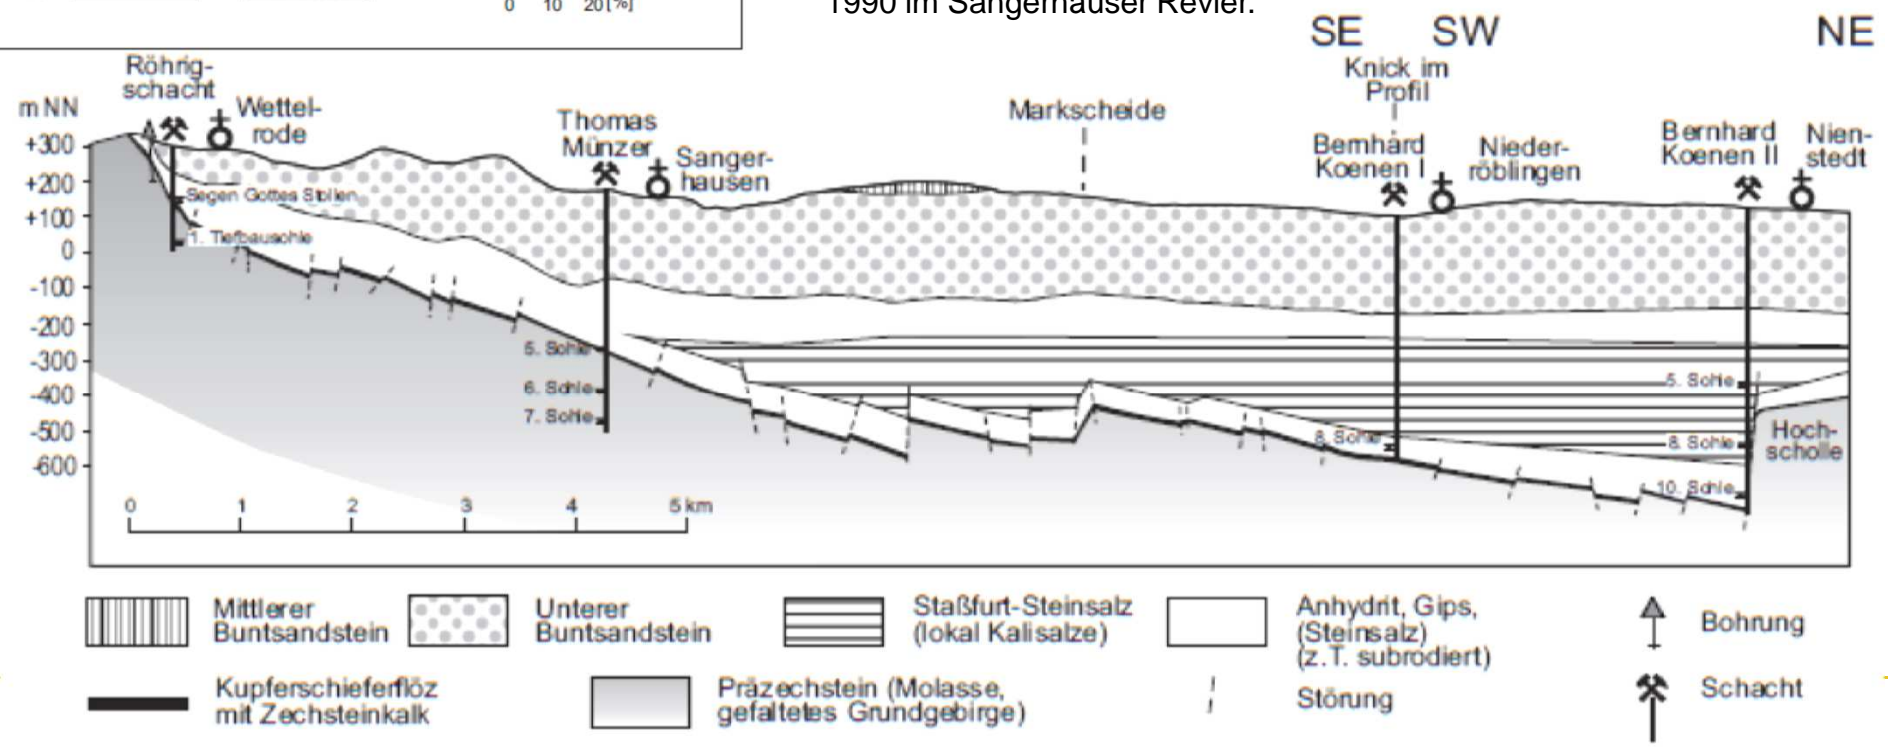 0 10 20[%]
1990 im Sangerhäuser Revier.
SE SW NE
Röhrig-
schacht
Wettel-
rode
Thomas
Münzer
Sanger-
hausen
Markscheide
Knick im
Profil
Bernhard
Koenen I
Nieder-
röblingen
Bernhard
Koenen II
Nien-
stedt
m NN
+300
+200
+100
0
-100
-200
-300
-400
-500
-600
Segen Gottes Stollen
1. Tiefbausohle
5. Sohle
6. Sohle
7. Sohle
8. Sohle
5. Sohle
8. Sohle
10. Sohle
Hoch-
scholle
0 1 2 3 4 5 km
Mittlerer
Buntsandstein
Unterer
Buntsandstein
Staßfurt-Steinsalz
(lokal Kalisalze)
Anhydrit, Gips,
(Steinsalz)
(z.T. subrodiert)
Bohrung
Kupferschieferflöz
mit Zechsteinkalk
Präzechstein (Molasse,
gefaltetes Grundgebirge)
Störung
Schacht